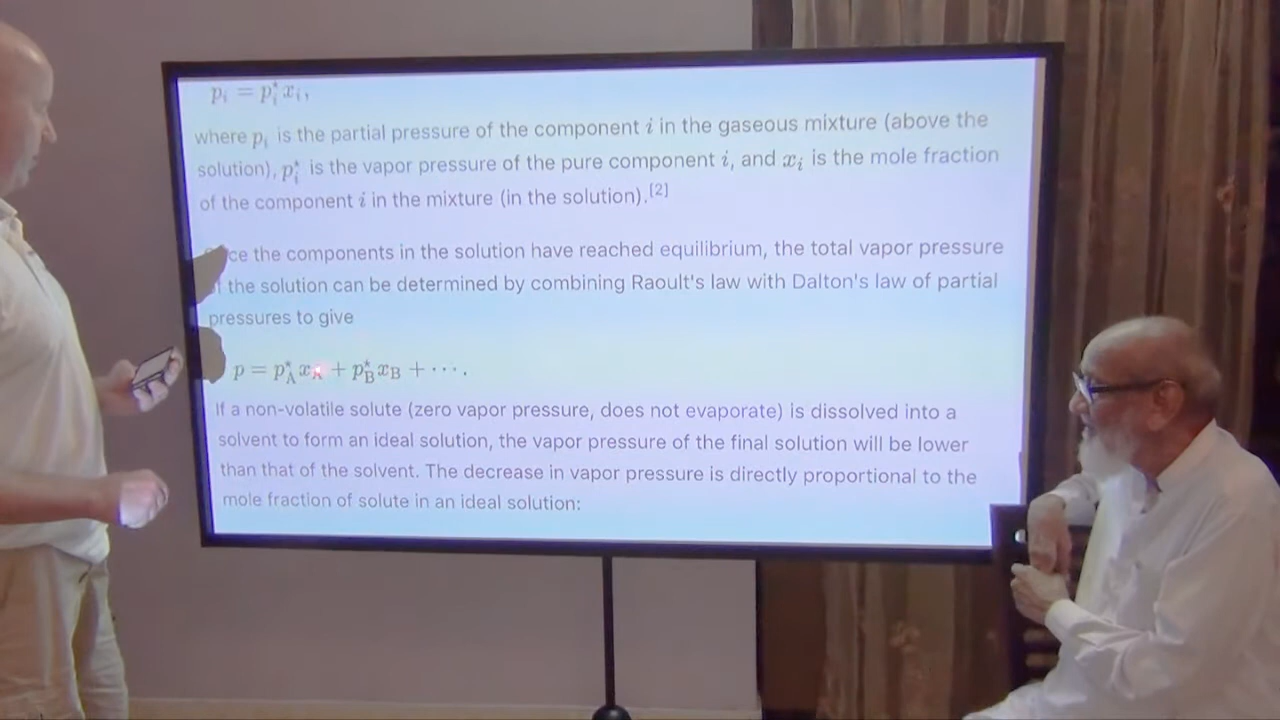 pᵢ = pᵢ* xᵢ,
where pᵢ is the partial pressure of the component i in the gaseous mixture (above the
solution), pᵢ* is the vapor pressure of the pure component i, and xᵢ is the mole fraction
of the component i in the mixture (in the solution).[2]
the components in the solution have reached equilibrium, the total vapor pressure
the solution can be determined by combining Raoult's law with Dalton's law of partial
pressures to give
p = p*_A x_A + p*_B x_B + ⋯.
If a non-volatile solute (zero vapor pressure, does not evaporate) is dissolved into a
solvent to form an ideal solution, the vapor pressure of the final solution will be lower
than that of the solvent. The decrease in vapor pressure is directly proportional to the
mole fraction of solute in an ideal solution: